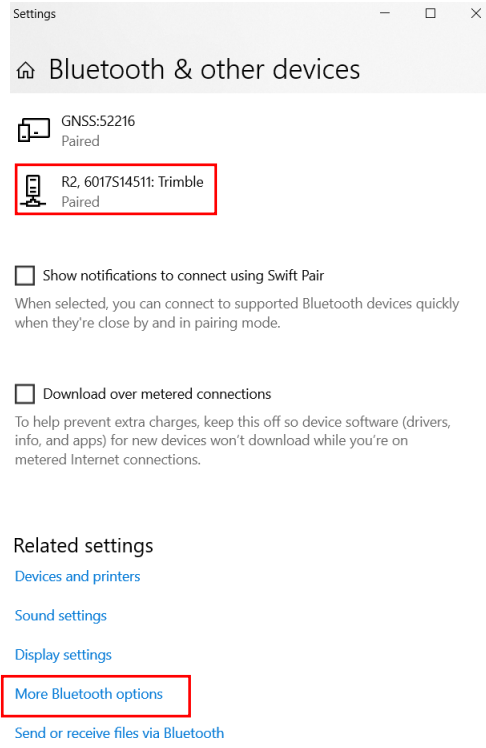 Settings
Bluetooth & other devices
GNSS:52216
Paired
R2, 6017S14511: Trimble
Paired
Show notifications to connect using Swift Pair
When selected, you can connect to supported Bluetooth devices quickly
when they're close by and in pairing mode.
Download over metered connections
To help prevent extra charges, keep this off so device software (drivers,
info, and apps) for new devices won't download while you're on
metered Internet connections.
Related settings
Devices and printers
Sound settings
Display settings
More Bluetooth options
Send or receive files via Bluetooth